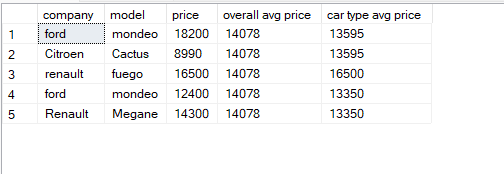 company model price overall avg price car type avg price
1 ford mondeo 18200 14078 13595
2 Citroen Cactus 8990 14078 13595
3 renault fuego 16500 14078 16500
4 ford mondeo 12400 14078 13350
5 Renault Megane 14300 14078 13350